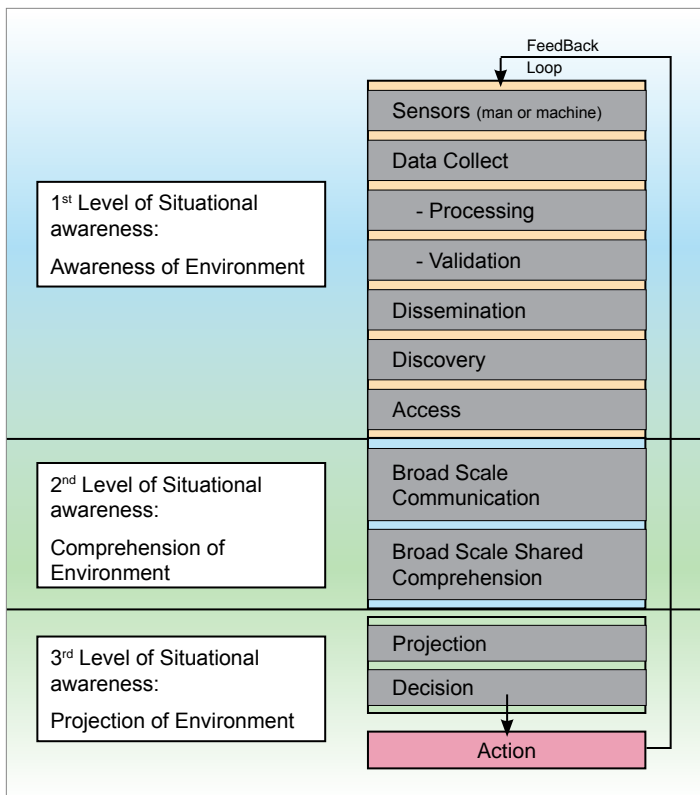 FeedBack
Loop
Sensors (man or machine)
Data Collect
- Processing
- Validation
Dissemination
Discovery
Access
1st Level of Situational
awareness:
Awareness of Environment
Broad Scale
Communication
Broad Scale Shared
Comprehension
2nd Level of Situational
awareness:
Comprehension of
Environment
Projection
Decision
Action
3rd Level of Situational
awareness:
Projection of Environment